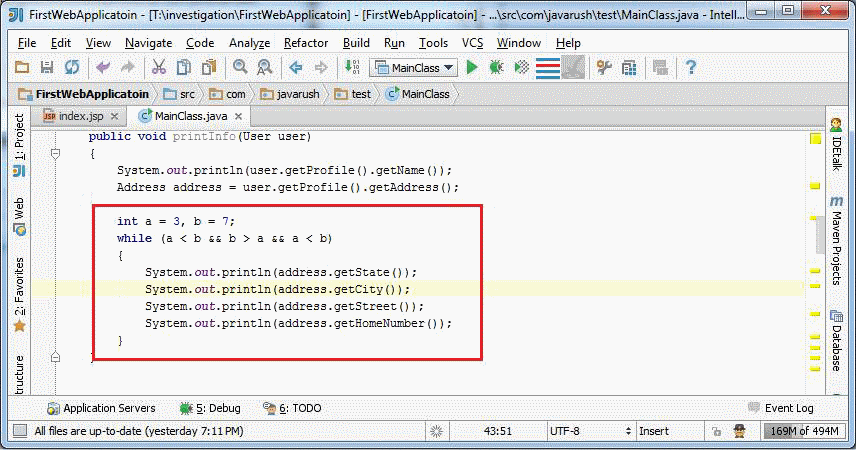 FirstWebApplicatoin - [T:\investigation\FirstWebApplicatoin] - [FirstWebApplicatoin] - ...\src\com\javarush\test\MainClass.java - Intell...
File Edit View Navigate Code Analyze Refactor Build Run Tools VCS Window Help
MainClass
FirstWebApplicatoin src com javarush test MainClass
index.jsp MainClass.java
1: Project
Web
2: Favorites
tructure
public void printInfo(User user)
{
System.out.println(user.getProfile().getName());
Address address = user.getProfile().getAddress();
int a = 3, b = 7;
while (a < b && b > a && a < b)
{
System.out.println(address.getState());
System.out.println(address.getCity());
System.out.println(address.getStreet());
System.out.println(address.getHomeNumber());
}
}
IDEtalk
Maven Projects
Database
Application Servers 5: Debug 6: TODO Event Log
All files are up-to-date (yesterday 7:11 PM) 43:51 UTF-8 Insert 169M of 494M